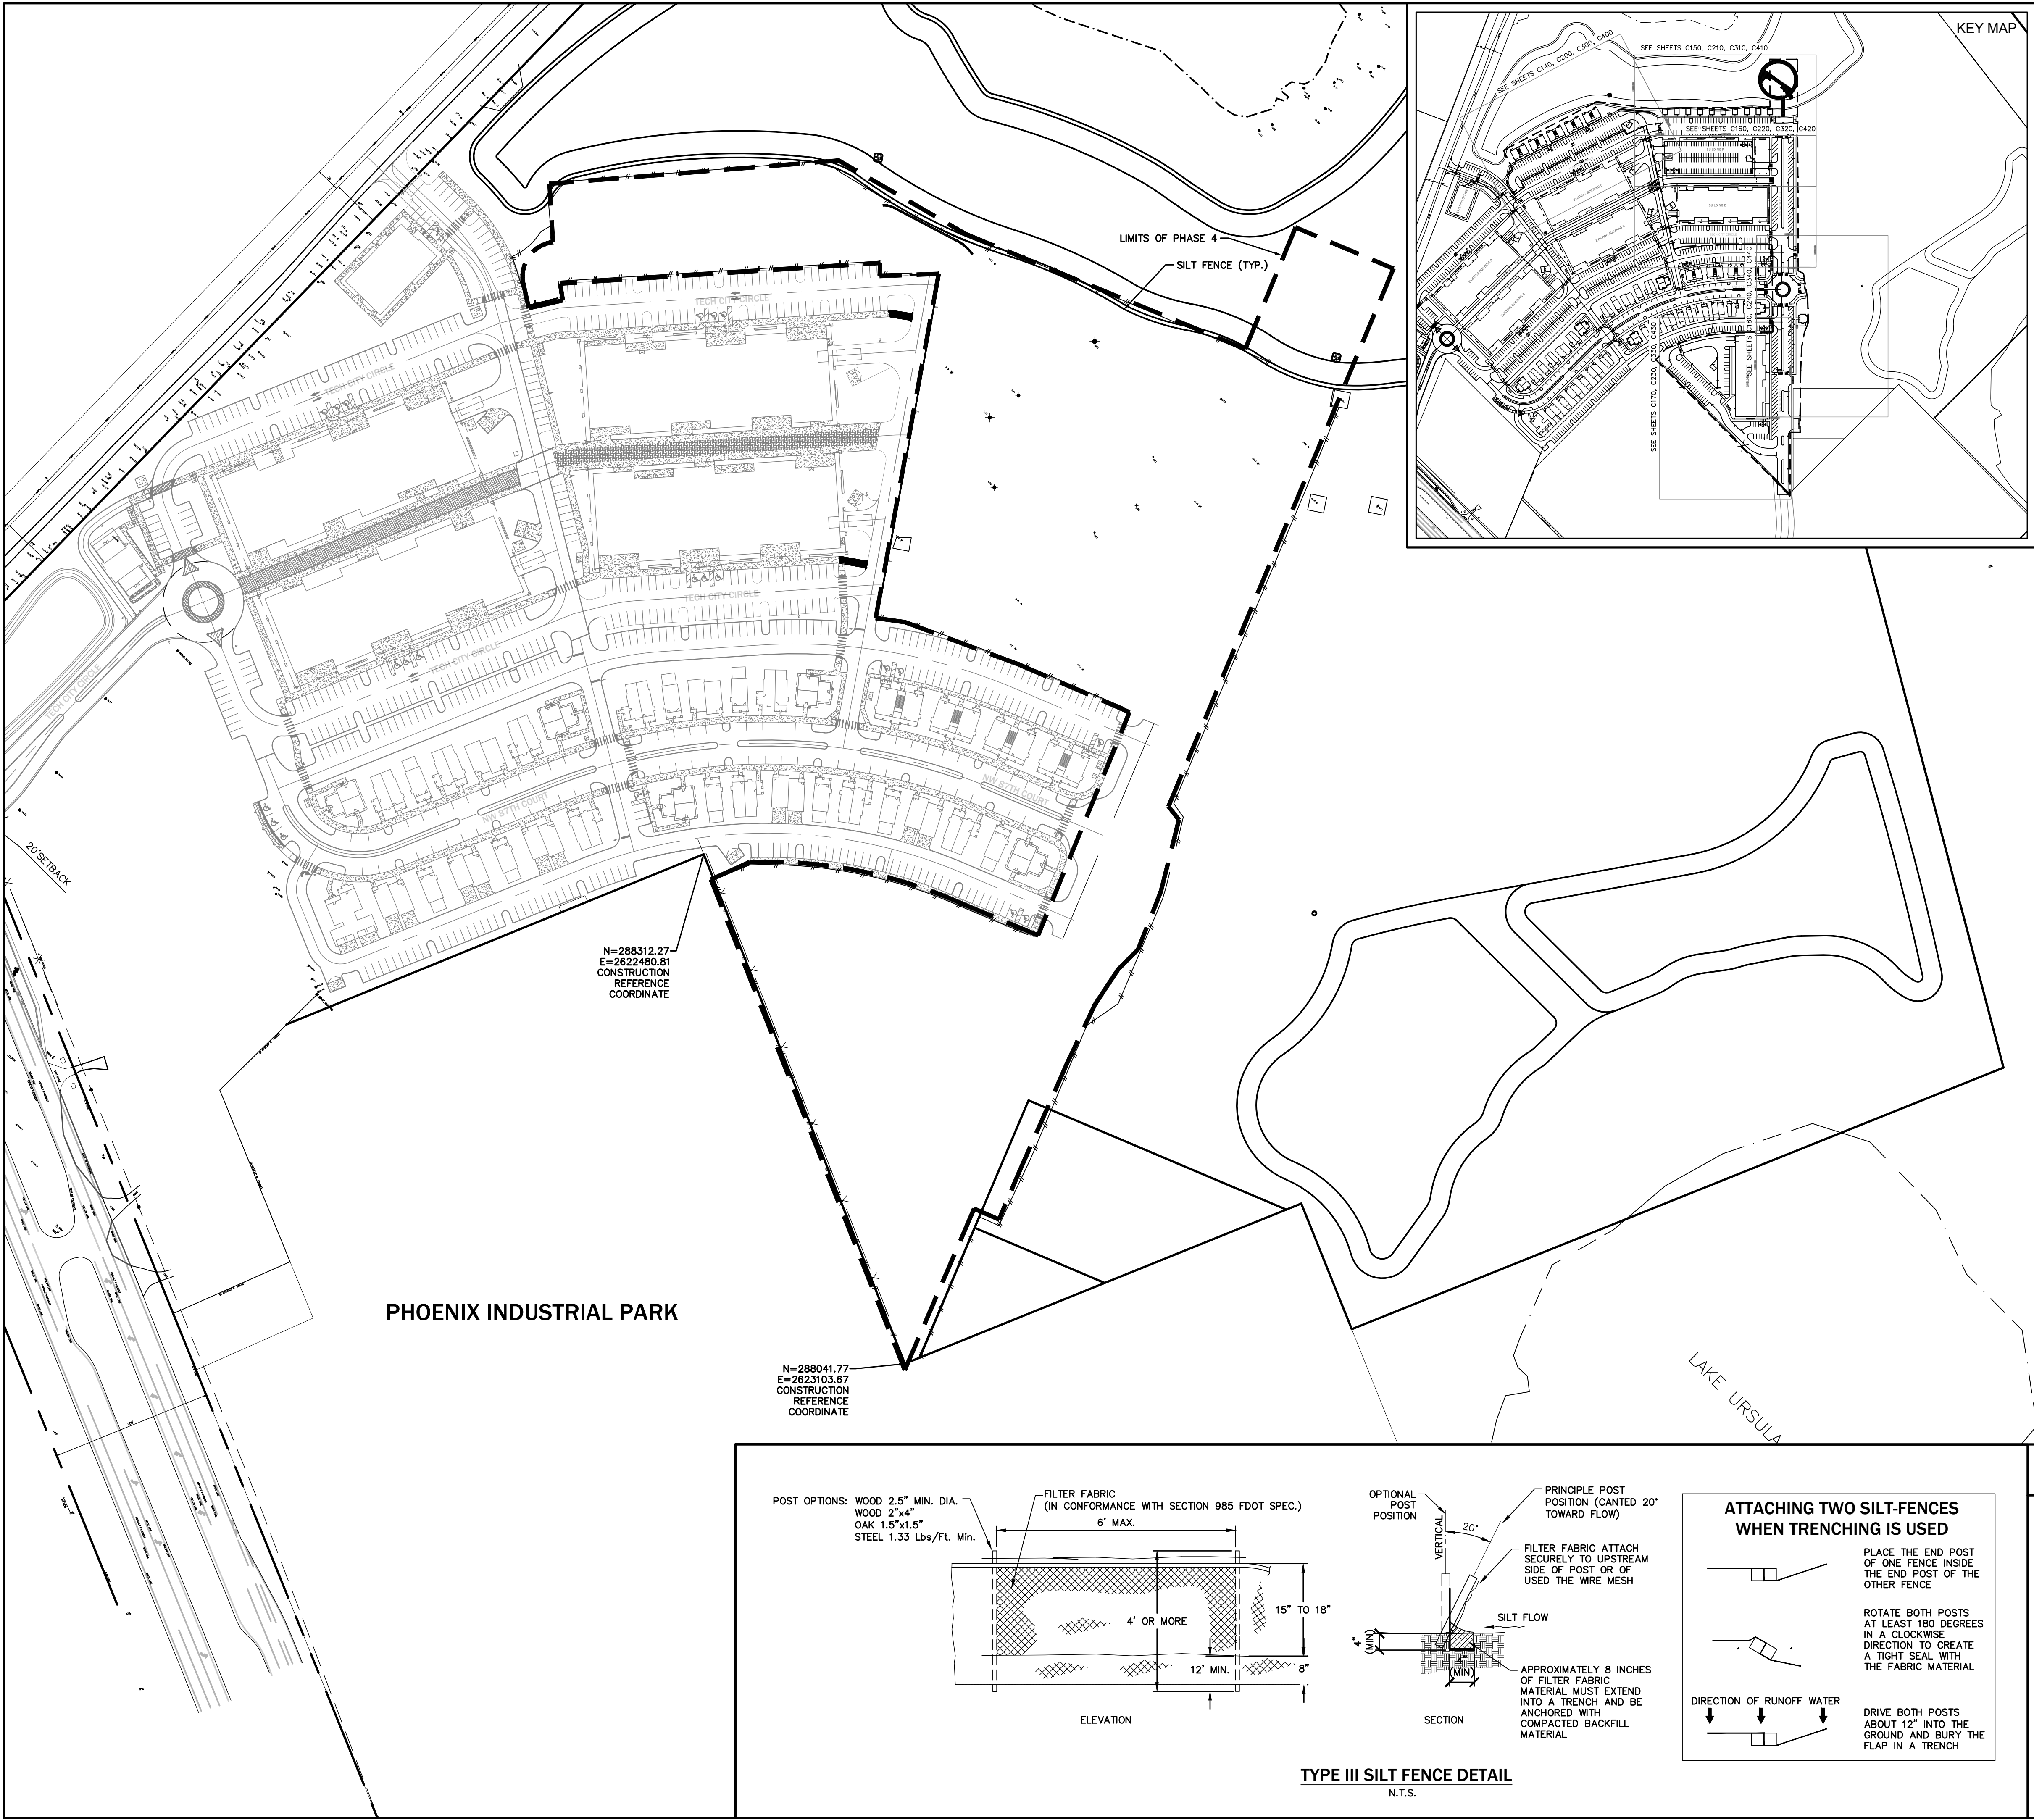 KEY MAP
SEE SHEETS C140, C200, C300, C400
SEE SHEETS C150, C210, C310, C410
SEE SHEETS C160, C220, C320, C420
BUILDING E
SEE SHEETS C180, C240, C340, C440
SEE SHEETS C170, C230, C330, C430
LIMITS OF PHASE 4
SILT FENCE (TYP.)
TECH CITY CIRCLE
TECH CITY CIRCLE
TECH CITY CIRCLE
TECH CITY CIRCLE
TECH CITY CIRCLE
NW 87TH COURT
NW 87TH COURT
20' SETBACK
N=288312.27
E=2622480.81
CONSTRUCTION
REFERENCE
COORDINATE
PHOENIX INDUSTRIAL PARK
N=288041.77
E=2623103.67
CONSTRUCTION
REFERENCE
COORDINATE
LAKE URSULA
POST OPTIONS: WOOD 2.5" MIN. DIA.
WOOD 2"x4"
OAK 1.5"x1.5"
STEEL 1.33 Lbs/Ft. Min.
FILTER FABRIC
(IN CONFORMANCE WITH SECTION 985 FDOT SPEC.)
6' MAX.
4' OR MORE
15" TO 18"
12' MIN.
8"
ELEVATION
OPTIONAL
POST
POSITION
VERTICAL
20°
PRINCIPLE POST
POSITION (CANTED 20°
TOWARD FLOW)
FILTER FABRIC ATTACH
SECURELY TO UPSTREAM
SIDE OF POST OR OF
USED THE WIRE MESH
SILT FLOW
4"
(MIN)
4"
(MIN)
APPROXIMATELY 8 INCHES
OF FILTER FABRIC
MATERIAL MUST EXTEND
INTO A TRENCH AND BE
ANCHORED WITH
COMPACTED BACKFILL
MATERIAL
SECTION
TYPE III SILT FENCE DETAIL
N.T.S.
ATTACHING TWO SILT-FENCES
WHEN TRENCHING IS USED
PLACE THE END POST
OF ONE FENCE INSIDE
THE END POST OF THE
OTHER FENCE
ROTATE BOTH POSTS
AT LEAST 180 DEGREES
IN A CLOCKWISE
DIRECTION TO CREATE
A TIGHT SEAL WITH
THE FABRIC MATERIAL
DIRECTION OF RUNOFF WATER
DRIVE BOTH POSTS
ABOUT 12" INTO THE
GROUND AND BURY THE
FLAP IN A TRENCH